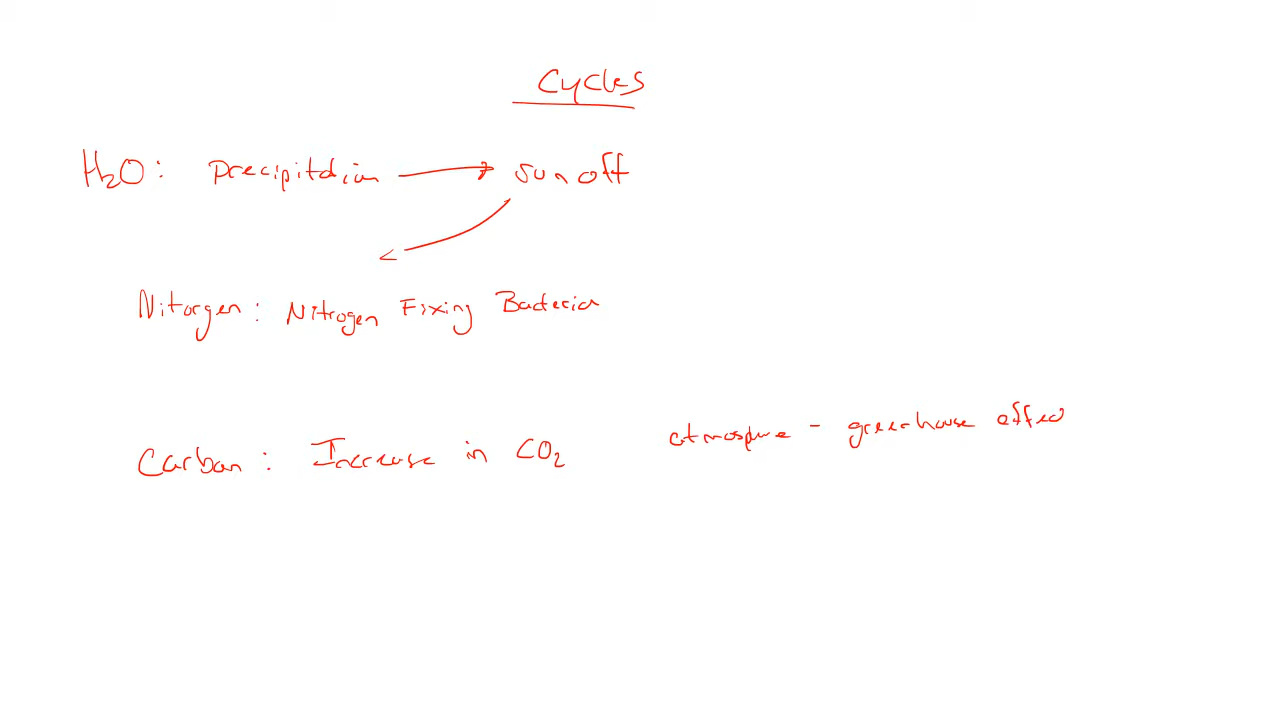 Cycles
H₂O: Precipitation → runoff
Nitorgen: Nitrogen Fixing Bacteria
Carbon: Increase in CO₂ atmosphere - greenhouse effect